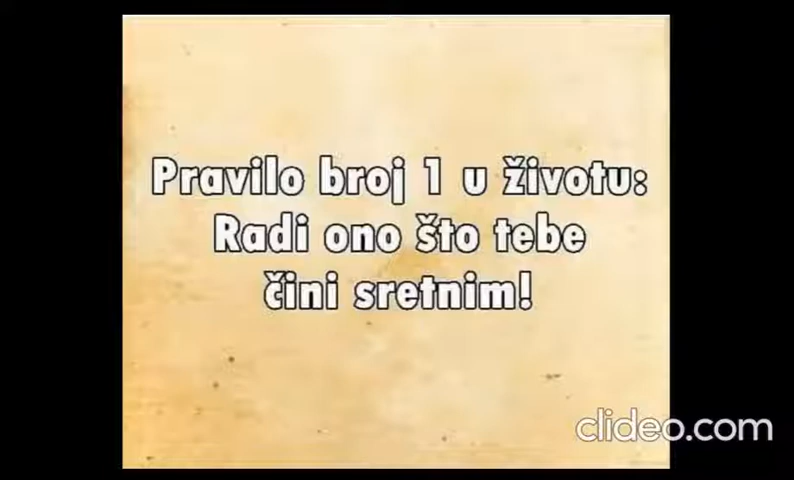 Pravilo broj 1 u životu:
Radi ono što tebe
čini sretnim!
clideo.com